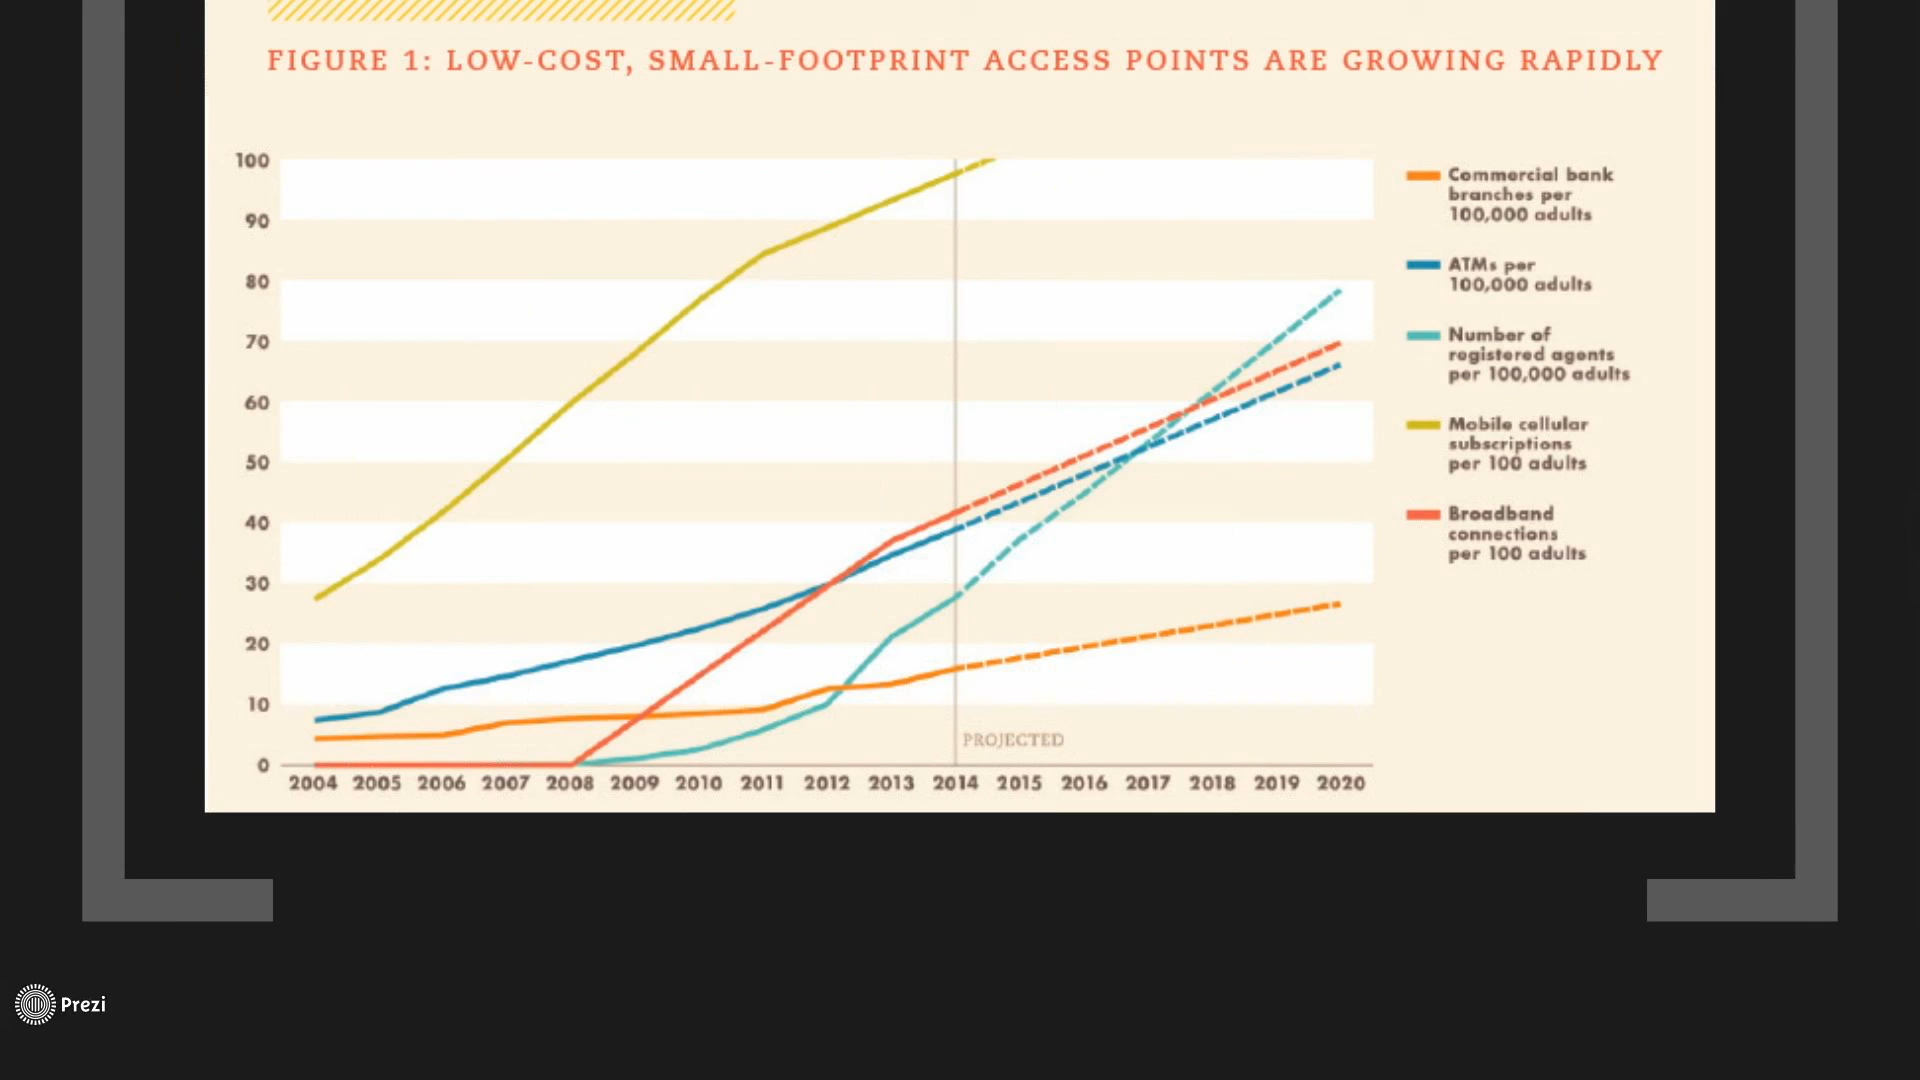 FIGURE 1: LOW-COST, SMALL-FOOTPRINT ACCESS POINTS ARE GROWING RAPIDLY
100
90
80
70
60
50
40
30
20
10
0
PROJECTED
2004 2005 2006 2007 2008 2009 2010 2011 2012 2013 2014 2015 2016 2017 2018 2019 2020
Commercial bank
branches per
100,000 adults
ATMs per
100,000 adults
Number of
registered agents
per 100,000 adults
Mobile cellular
subscriptions
per 100 adults
Broadband
connections
per 100 adults
Prezi